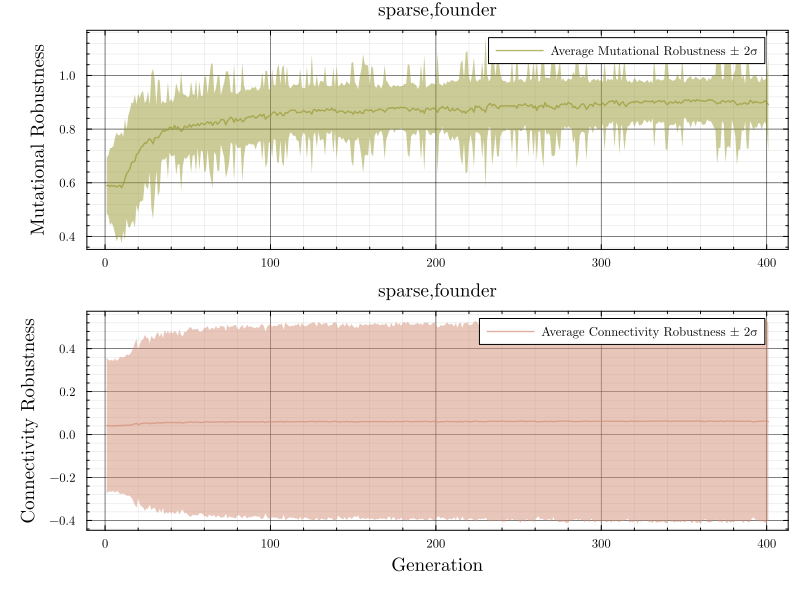 sparse,founder
Average Mutational Robustness ± 2σ
Mutational Robustness
1.0
0.8
0.6
0.4
0 100 200 300 400
sparse,founder
Average Connectivity Robustness ± 2σ
Connectivity Robustness
0.4
0.2
0.0
−0.2
−0.4
0 100 200 300 400
Generation